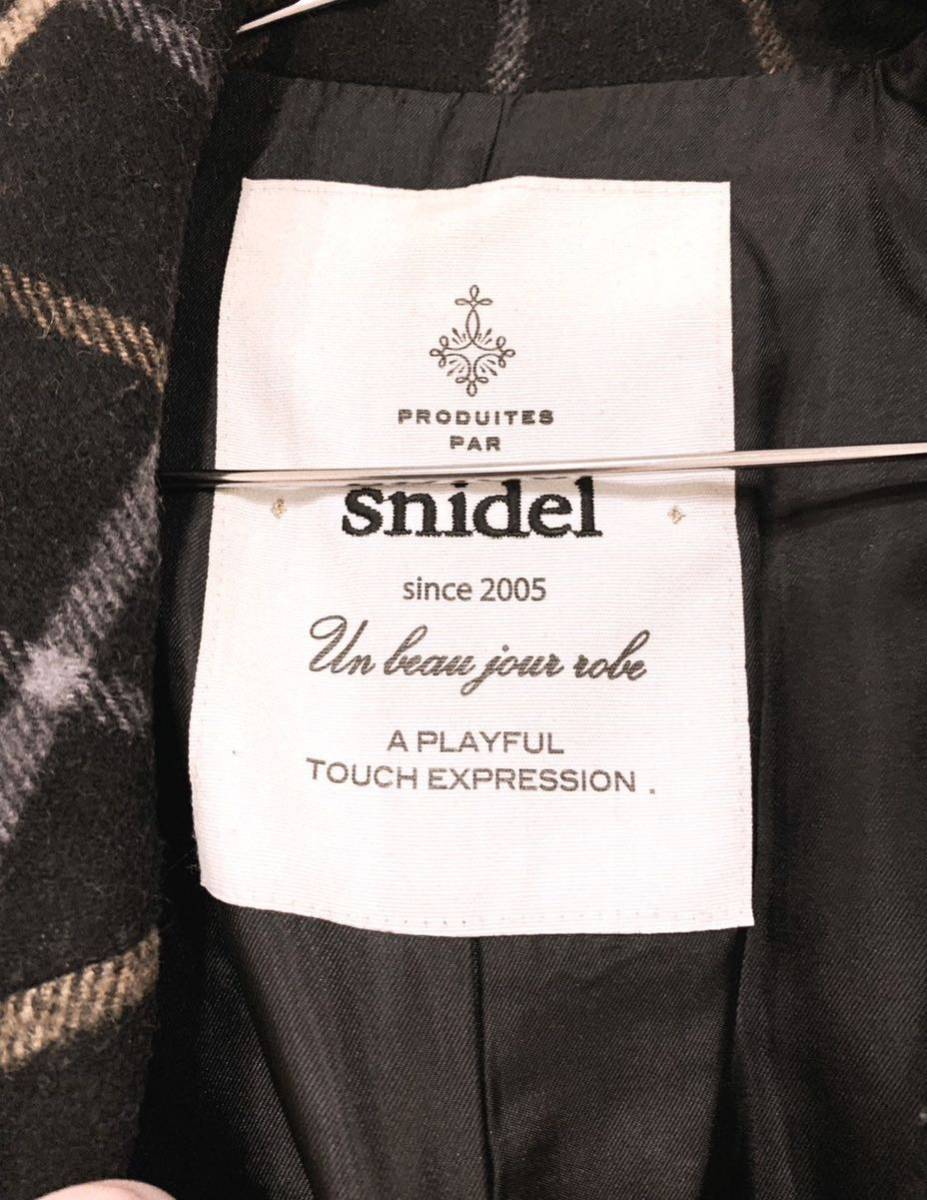 PRODUITES
PAR
snidel
since 2005
Un beau jour robe
A PLAYFUL
TOUCH EXPRESSION .